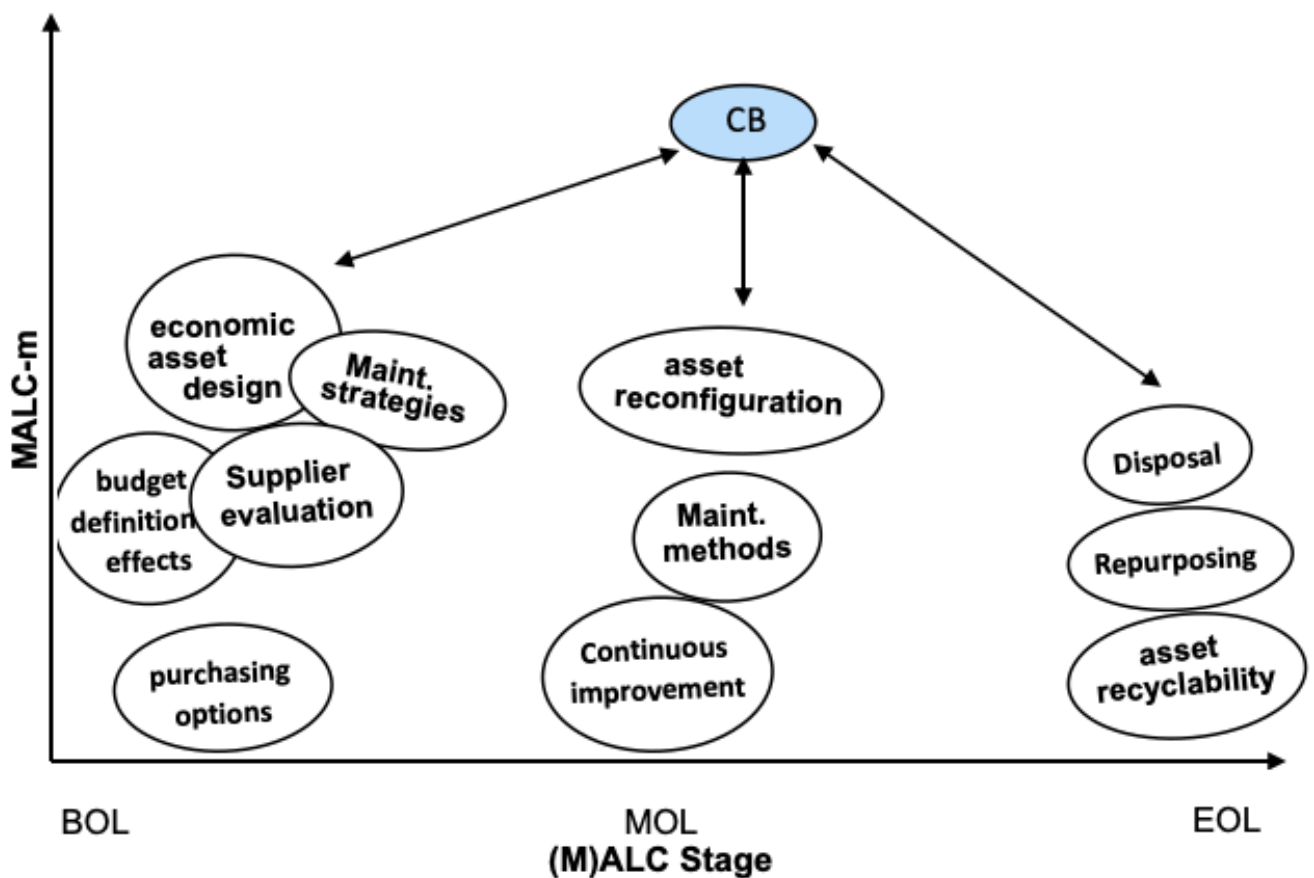 CB
MALC-m
economic
asset
design
Maint.
strategies
budget
definition
effects
Supplier
evaluation
purchasing
options
asset
reconfiguration
Maint.
methods
Continuous
improvement
Disposal
Repurposing
asset
recyclability
BOL
MOL
EOL
(M)ALC Stage